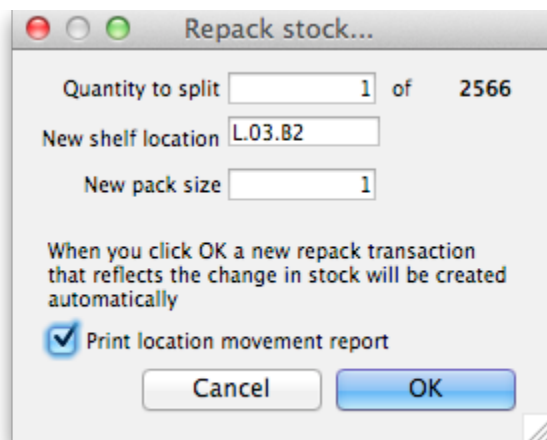 Repack stock...
Quantity to split 1 of 2566
New shelf location L.03.B2
New pack size 1
When you click OK a new repack transaction
that reflects the change in stock will be created
automatically
Print location movement report
Cancel OK